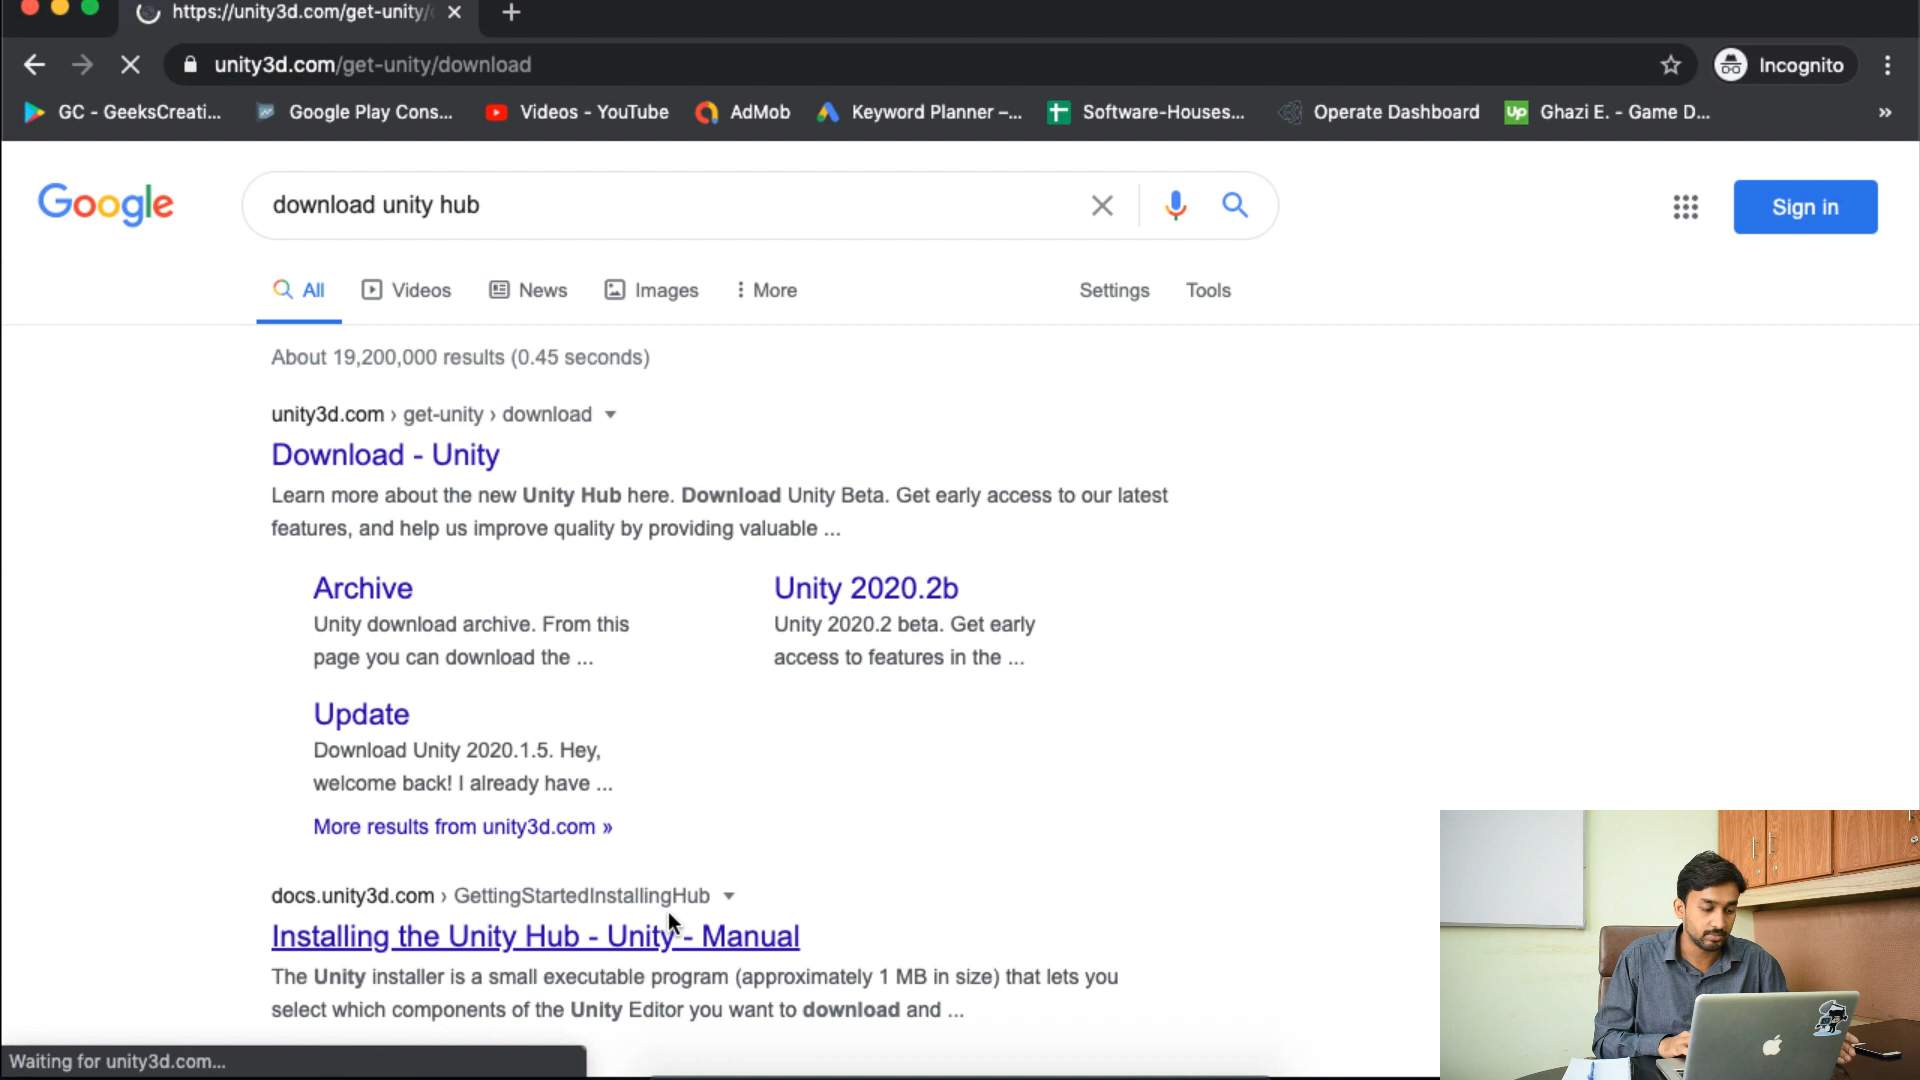 https://unity3d.com/get-unity/
unity3d.com/get-unity/download
Incognito
GC - GeeksCreati...
Google Play Cons...
Videos - YouTube
AdMob
Keyword Planner –...
Software-Houses...
Operate Dashboard
Up
Ghazi E. - Game D...
»
Google
download unity hub
Sign in
All
Videos
News
Images
More
Settings
Tools
About 19,200,000 results (0.45 seconds)
unity3d.com › get-unity › download
Download - Unity
Learn more about the new Unity Hub here. Download Unity Beta. Get early access to our latest
features, and help us improve quality by providing valuable ...
Archive
Unity download archive. From this
page you can download the ...
Unity 2020.2b
Unity 2020.2 beta. Get early
access to features in the ...
Update
Download Unity 2020.1.5. Hey,
welcome back! I already have ...
More results from unity3d.com »
docs.unity3d.com › GettingStartedInstallingHub
Installing the Unity Hub - Unity - Manual
The Unity installer is a small executable program (approximately 1 MB in size) that lets you
select which components of the Unity Editor you want to download and ...
Waiting for unity3d.com...